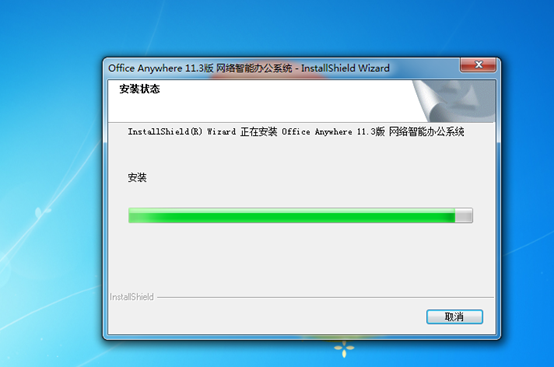 Office Anywhere 11.3版 网络智能办公系统 - InstallShield Wizard
安装状态
InstallShield(R) Wizard 正在安装 Office Anywhere 11.3版 网络智能办公系统
安装
InstallShield
取消